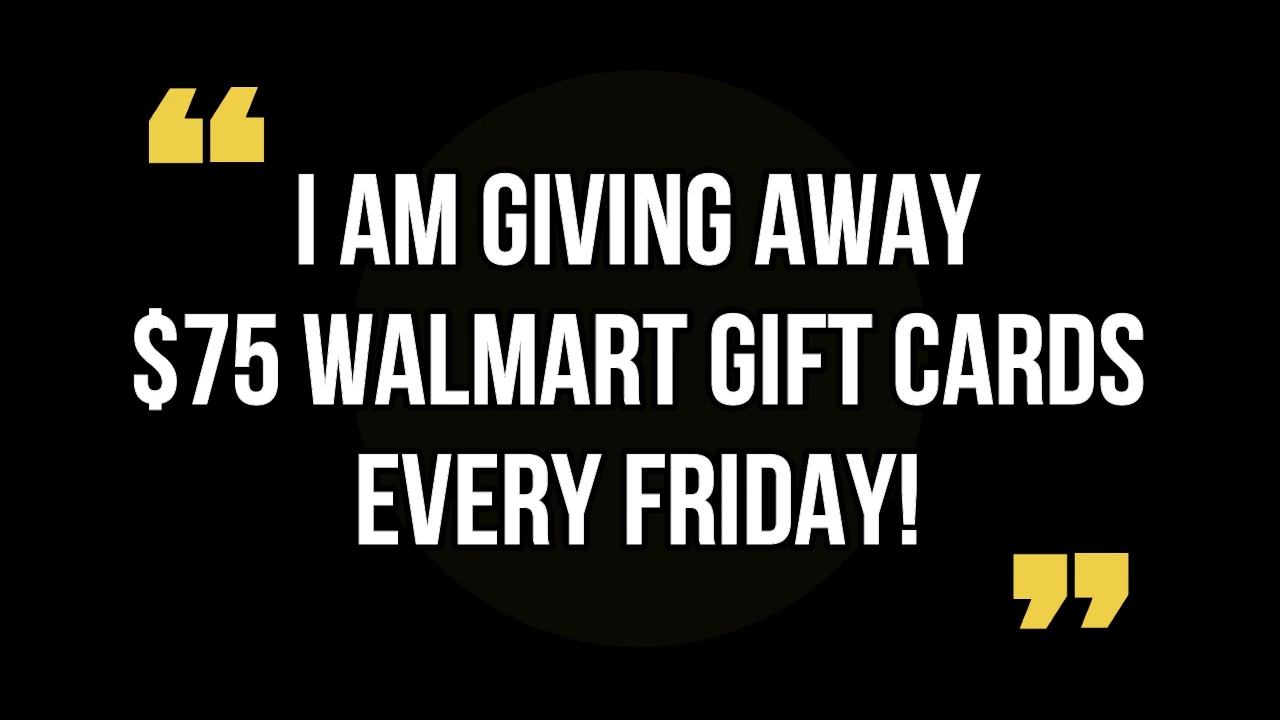 “
I AM GIVING AWAY
$75 WALMART GIFT CARDS
EVERY FRIDAY!
”